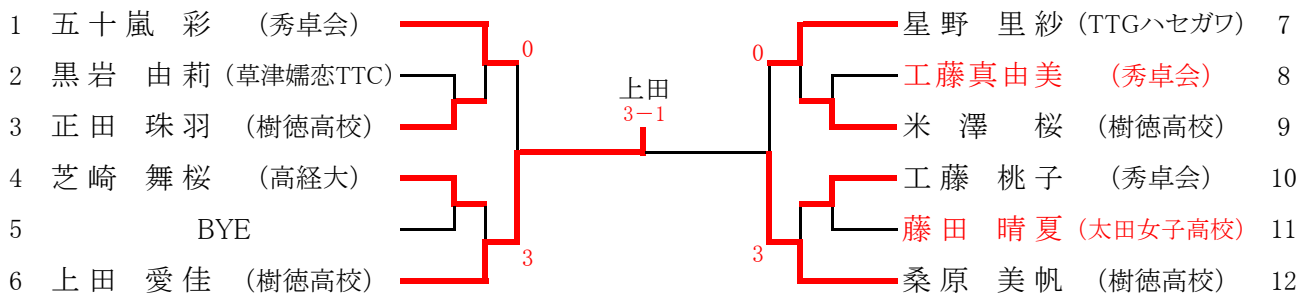 1 五十嵐 彩 (秀卓会)
2 黒岩 由莉 (草津嬬恋TTC)
3 正田 珠羽 (樹徳高校)
4 芝崎 舞桜 (高経大)
5 BYE
6 上田 愛佳 (樹徳高校)
0
3
上田
3－1
0
3
星野 里紗 (TTGハセガワ) 7
工藤真由美 (秀卓会) 8
米澤 桜 (樹徳高校) 9
工藤 桃子 (秀卓会) 10
藤田 晴夏 (太田女子高校) 11
桑原 美帆 (樹徳高校) 12